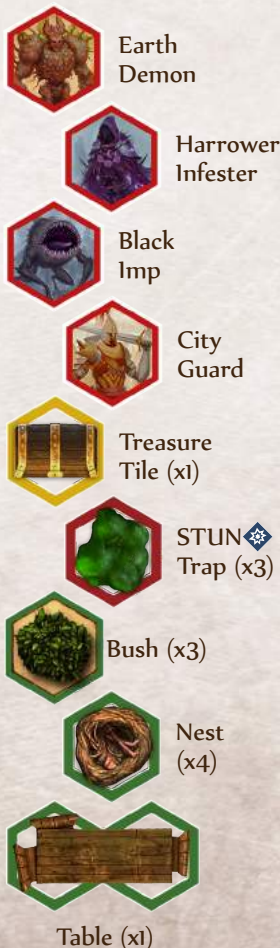 Earth
Demon
Harrower
Infester
Black
Imp
City
Guard
Treasure
Tile (x1)
STUN
Trap (x3)
Bush (x3)
Nest
(x4)
Table (x1)